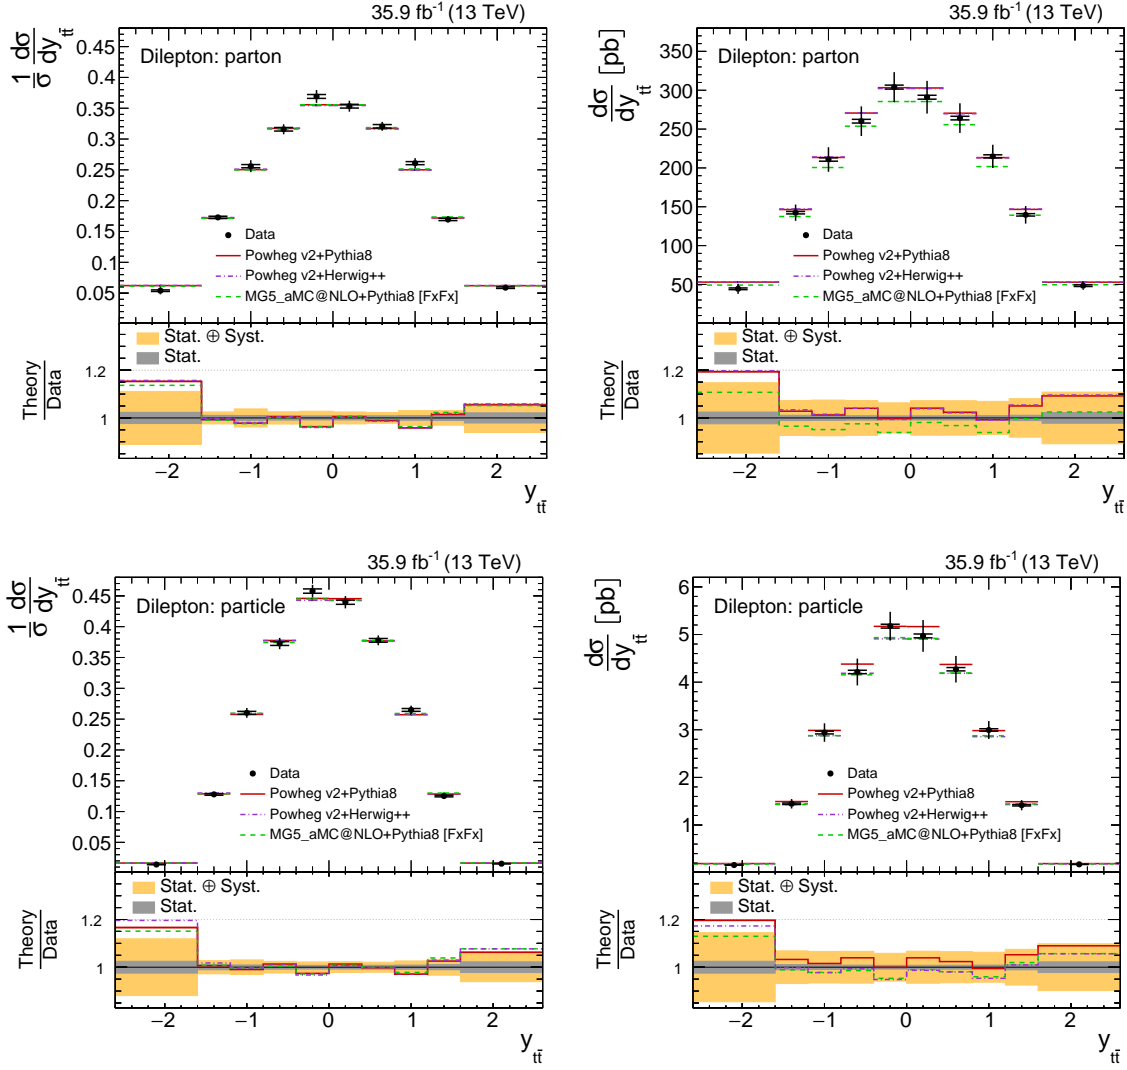 35.9 fb⁻¹ (13 TeV)
Dilepton: parton
1/σ dσ/dy_tt̄
0.45
0.4
0.35
0.3
0.25
0.2
0.15
0.1
0.05
Data
Powheg v2+Pythia8
Powheg v2+Herwig++
MG5_aMC@NLO+Pythia8 [FxFx]
Stat. ⊕ Syst.
Stat.
Theory/Data
1.2
1
−2 −1 0 1 2
y_tt̄
35.9 fb⁻¹ (13 TeV)
Dilepton: parton
dσ/dy_tt̄ [pb]
350
300
250
200
150
100
50
Data
Powheg v2+Pythia8
Powheg v2+Herwig++
MG5_aMC@NLO+Pythia8 [FxFx]
Stat. ⊕ Syst.
Stat.
Theory/Data
1.2
1
−2 −1 0 1 2
y_tt̄
35.9 fb⁻¹ (13 TeV)
Dilepton: particle
1/σ dσ/dy_tt̄
0.45
0.4
0.35
0.3
0.25
0.2
0.15
0.1
0.05
Data
Powheg v2+Pythia8
Powheg v2+Herwig++
MG5_aMC@NLO+Pythia8 [FxFx]
Stat. ⊕ Syst.
Stat.
Theory/Data
1.2
1
−2 −1 0 1 2
y_tt̄
35.9 fb⁻¹ (13 TeV)
Dilepton: particle
dσ/dy_tt̄ [pb]
6
5
4
3
2
1
Data
Powheg v2+Pythia8
Powheg v2+Herwig++
MG5_aMC@NLO+Pythia8 [FxFx]
Stat. ⊕ Syst.
Stat.
Theory/Data
1.2
1
−2 −1 0 1 2
y_tt̄